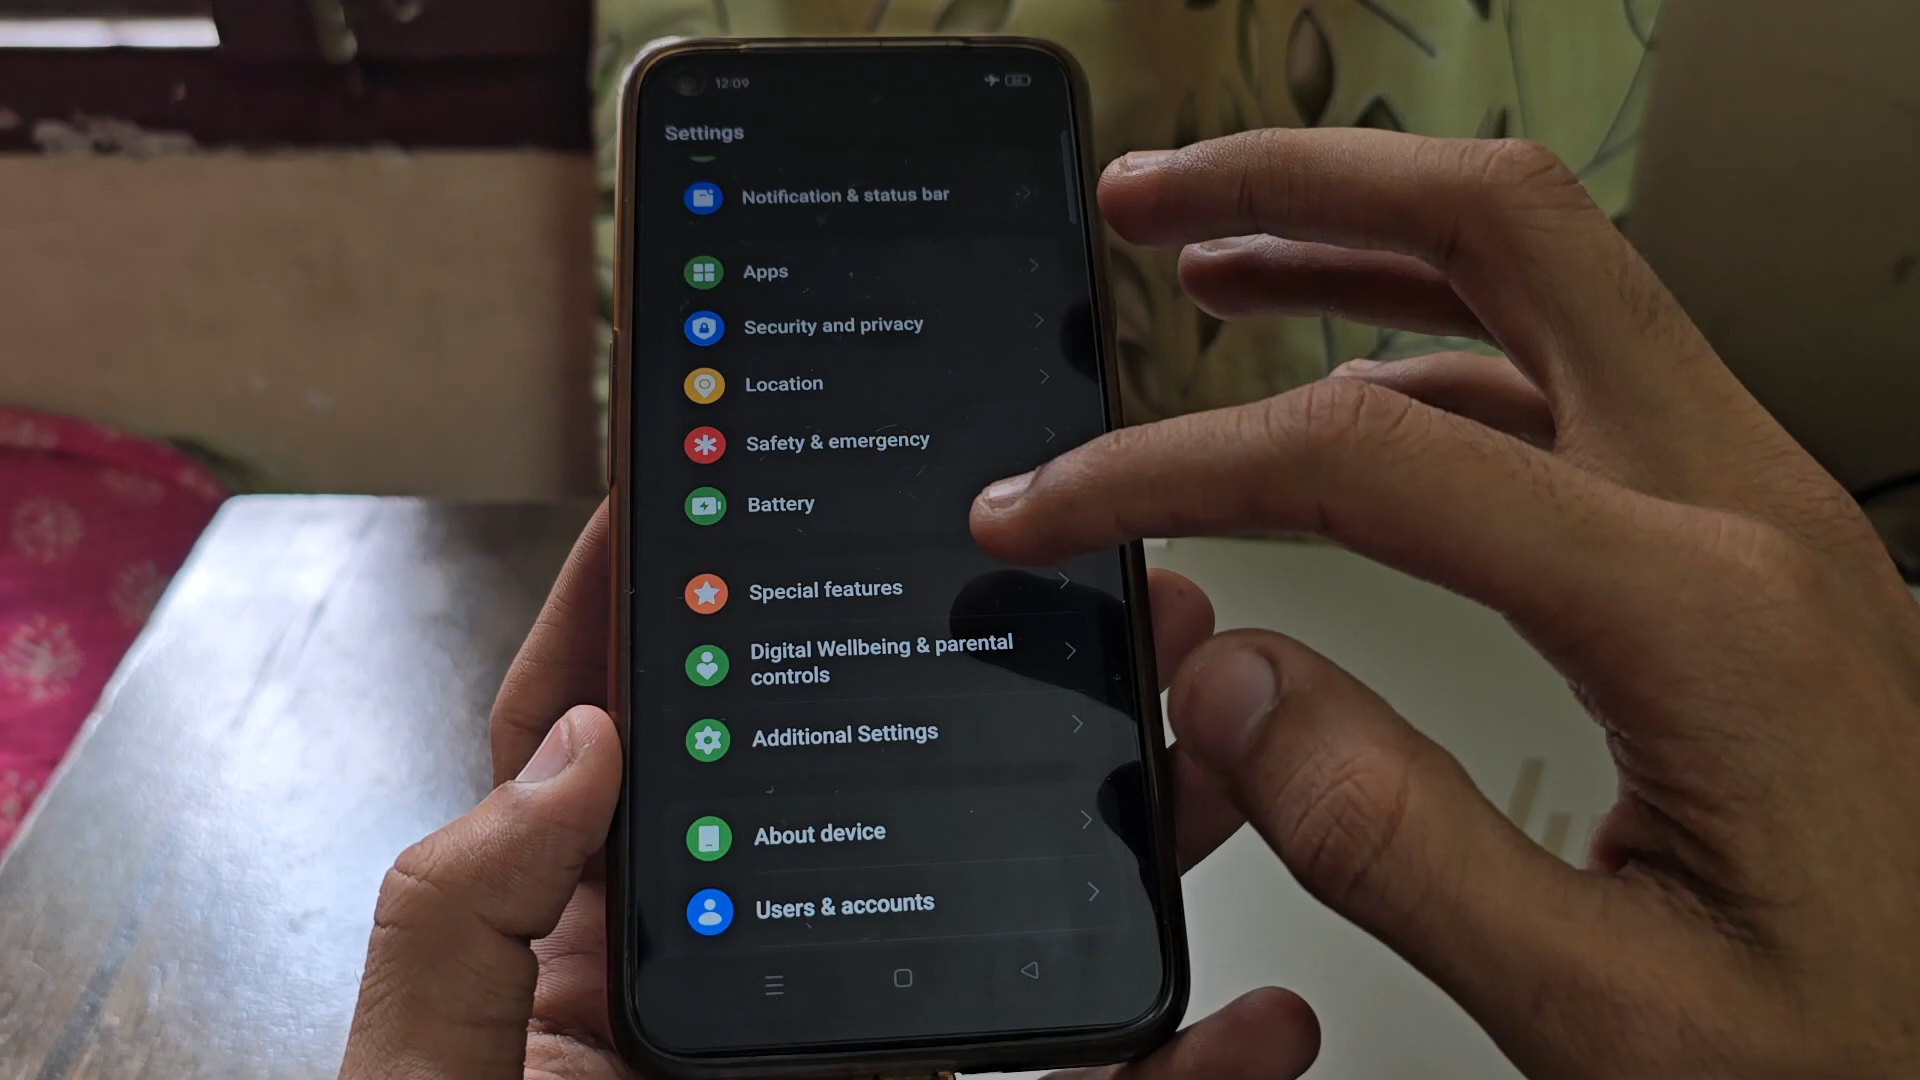 12:09
Settings
Notification & status bar
Apps
Security and privacy
Location
Safety & emergency
Battery
Special features
Digital Wellbeing & parental
controls
Additional Settings
About device
Users & accounts